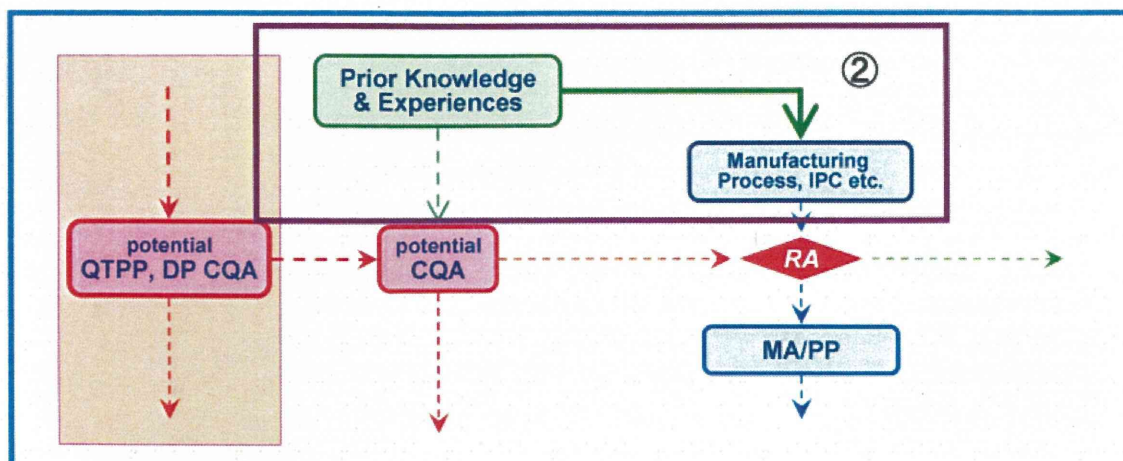 Prior Knowledge
& Experiences
②
Manufacturing
Process, IPC etc.
potential
QTPP, DP CQA
potential
CQA
RA
MA/PP